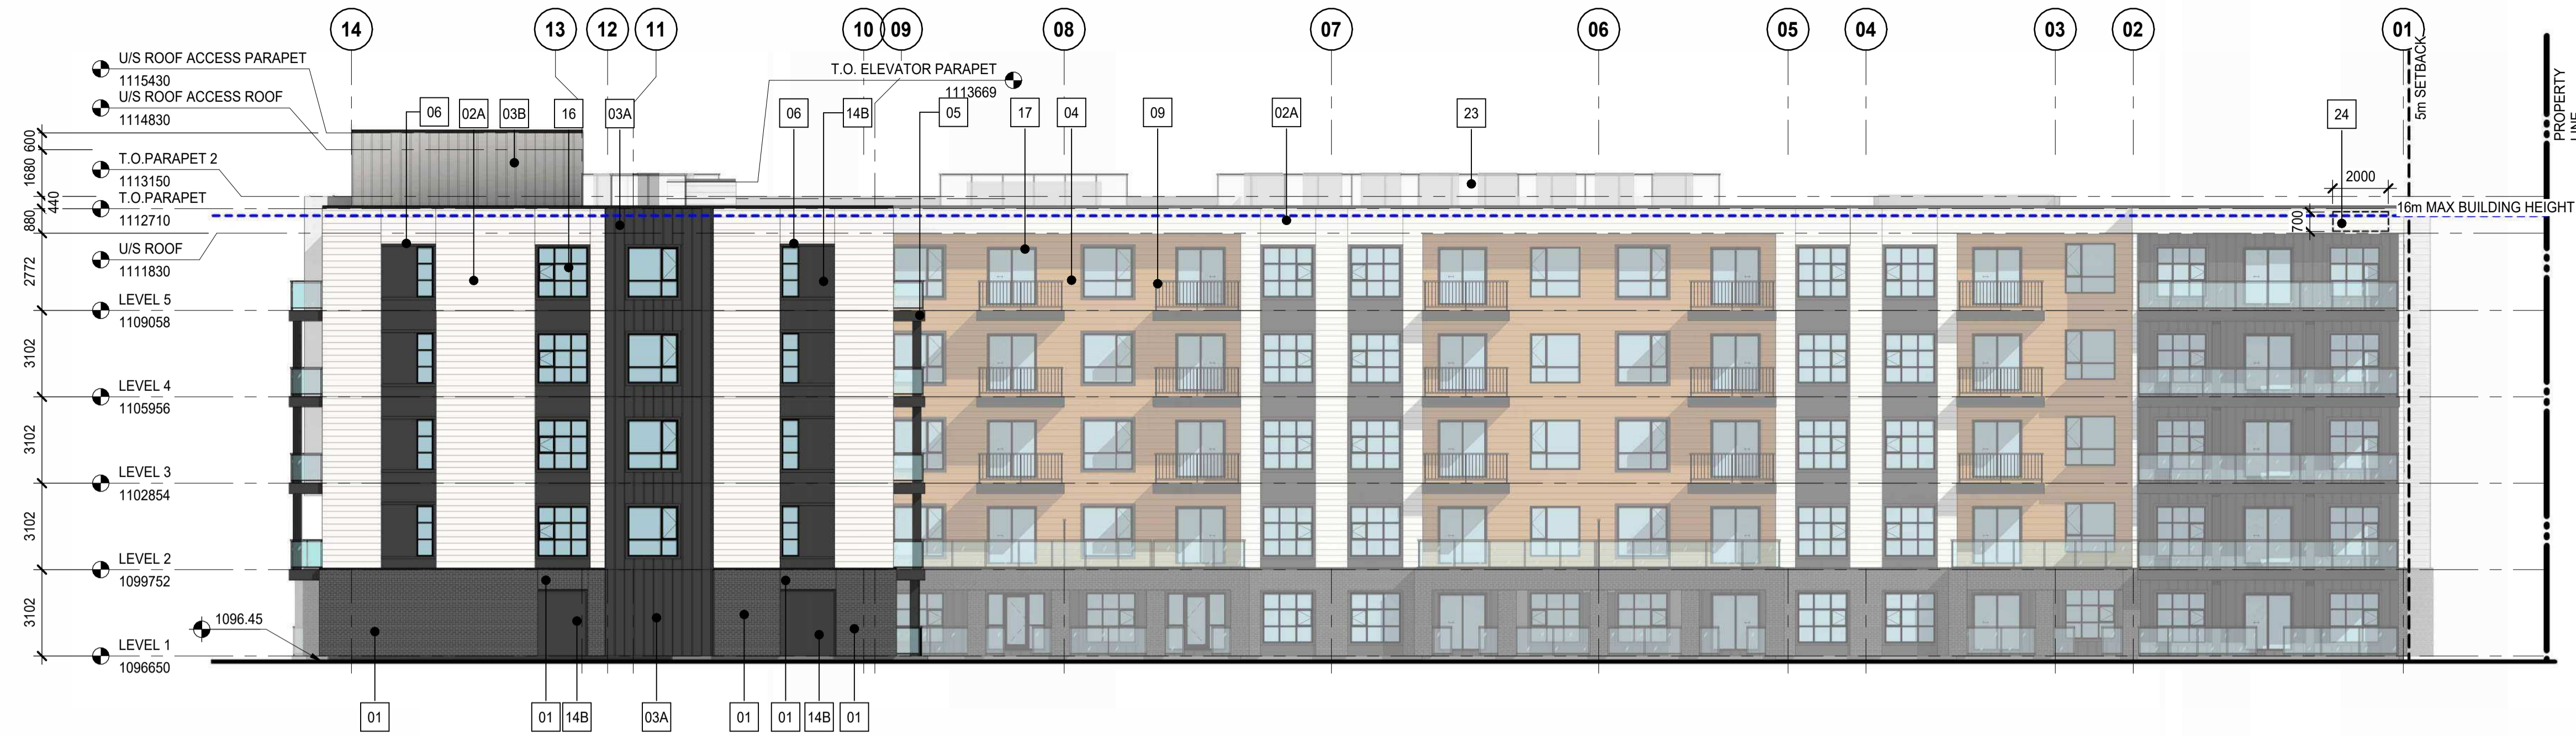 14
13
12
11
10
09
08
07
06
05
04
03
02
01
U/S ROOF ACCESS PARAPET
1115430
U/S ROOF ACCESS ROOF
1114830
T.O.PARAPET 2
1113150
T.O.PARAPET
1112710
U/S ROOF
1111830
LEVEL 5
1109058
LEVEL 4
1105956
LEVEL 3
1102854
LEVEL 2
1099752
1096.45
LEVEL 1
1096650
600
1680
440
880
2772
3102
3102
3102
3102
T.O. ELEVATOR PARAPET
1113669
06
02A
03B
16
03A
06
14B
05
17
04
09
02A
23
24
5m SETBACK
PROPERTY
LINE
2000
700
16m MAX BUILDING HEIGHT
01
01
14B
03A
01
01
14B
01